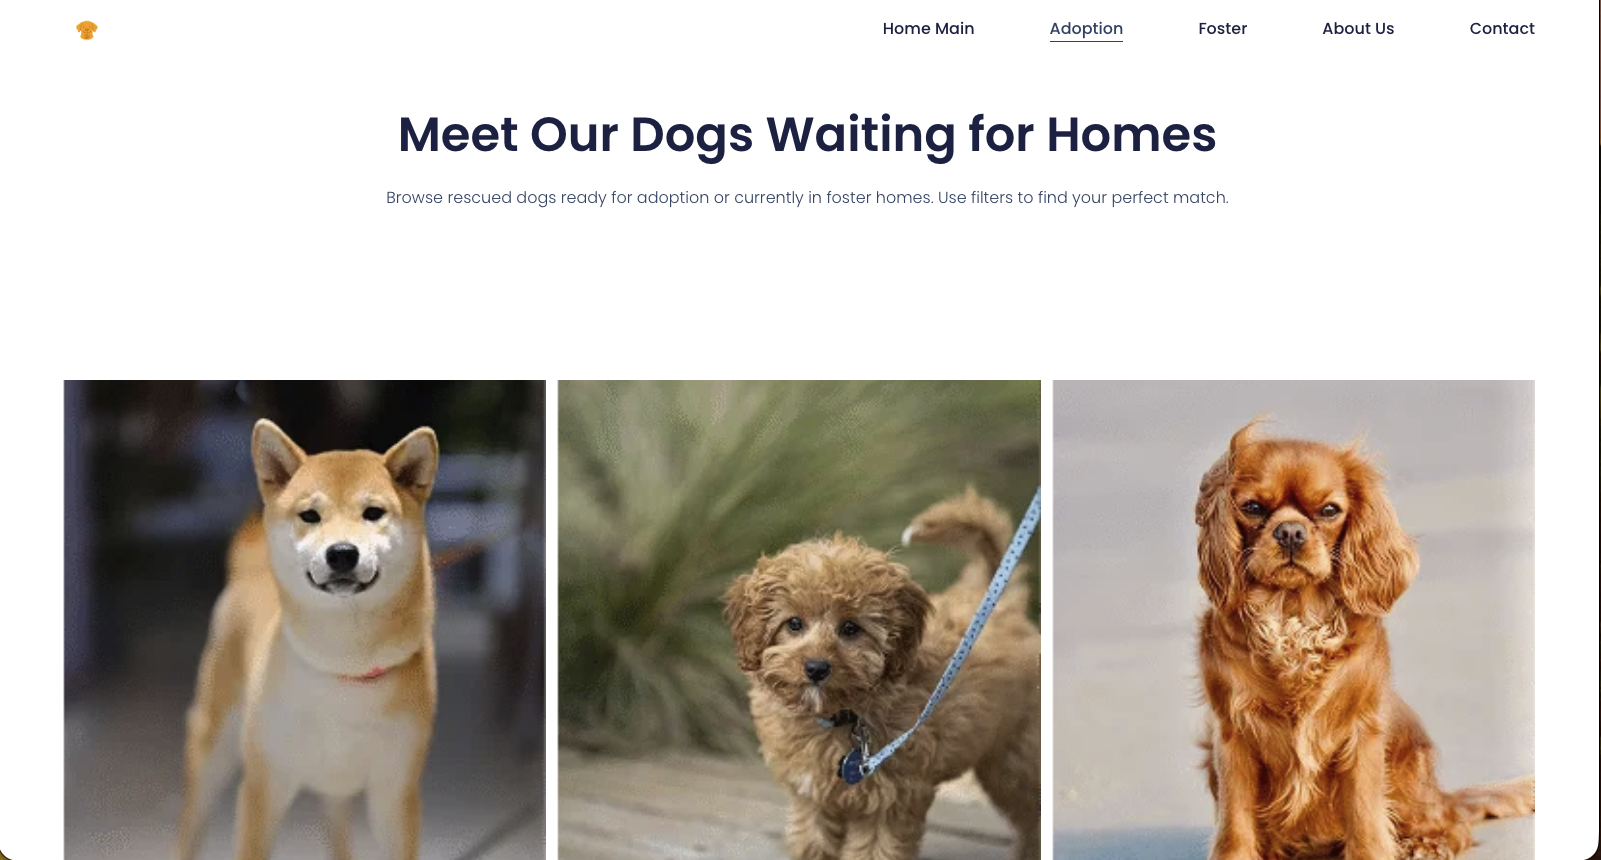 Home Main Adoption Foster About Us Contact
Meet Our Dogs Waiting for Homes
Browse rescued dogs ready for adoption or currently in foster homes. Use filters to find your perfect match.